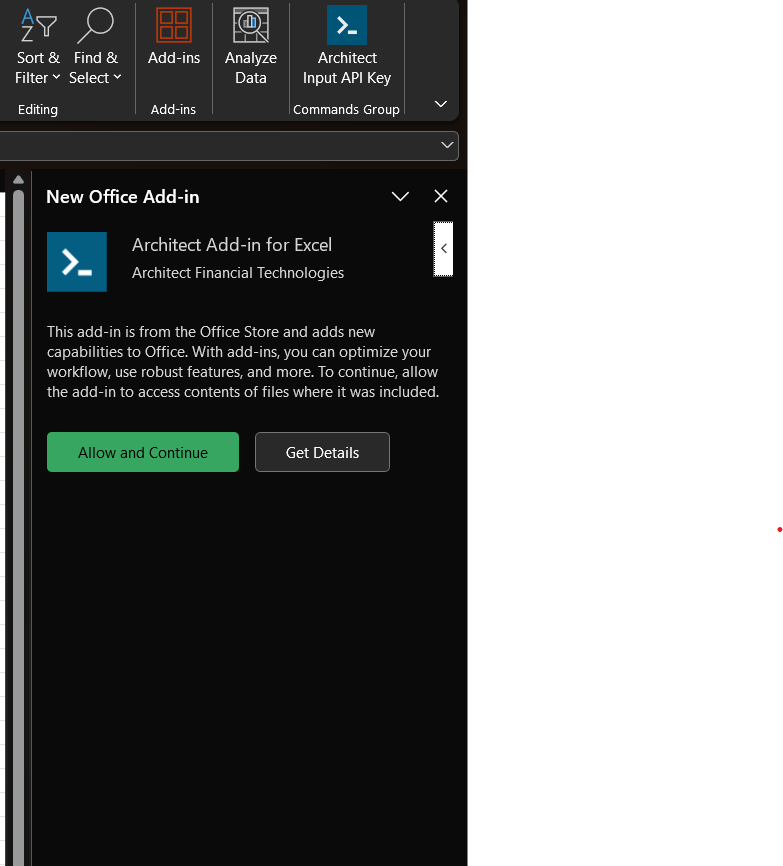 Sort & Filter
Find & Select
Editing
Add-ins
Add-ins
Analyze Data
Architect Input API Key
Commands Group
New Office Add-in
Architect Add-in for Excel
Architect Financial Technologies
This add-in is from the Office Store and adds new
capabilities to Office. With add-ins, you can optimize your
workflow, use robust features, and more. To continue, allow
the add-in to access contents of files where it was included.
Allow and Continue
Get Details